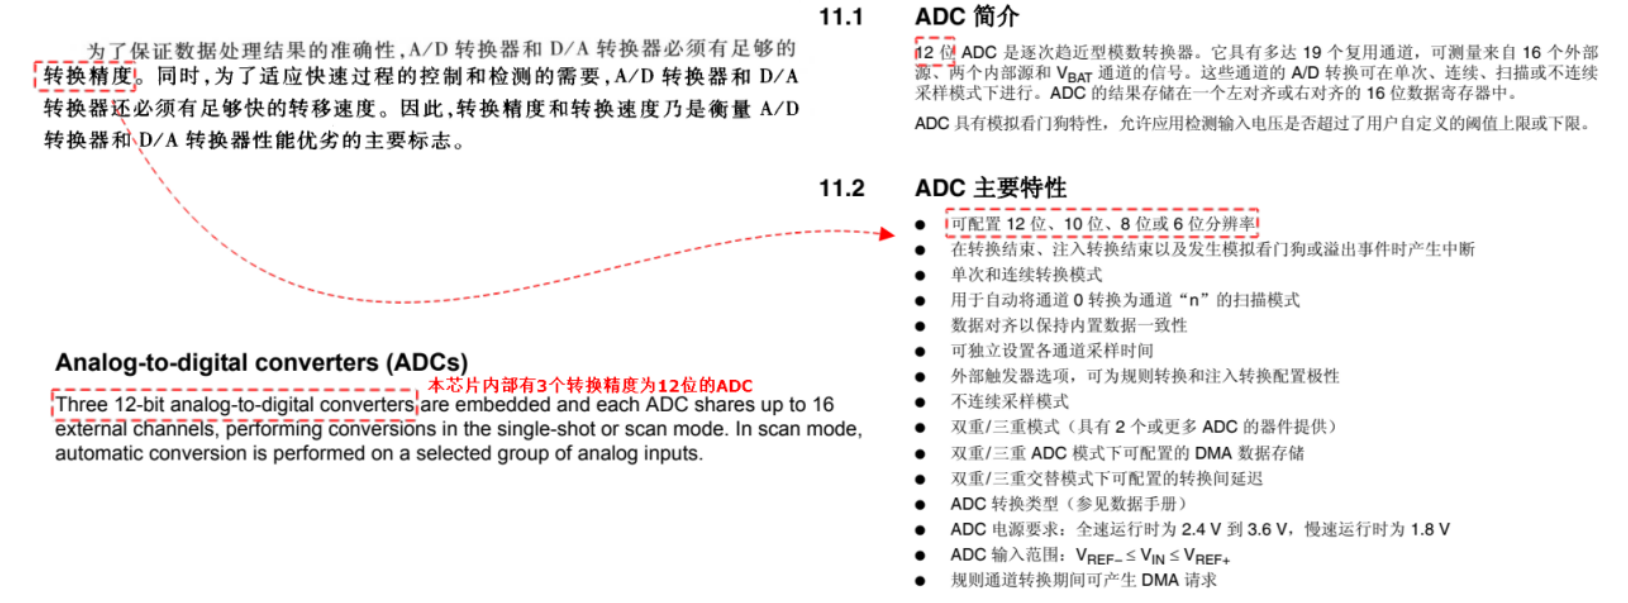 为了保证数据处理结果的准确性,A/D 转换器和 D/A 转换器必须有足够的
转换精度。同时,为了适应快速过程的控制和检测的需要,A/D 转换器和 D/A
转换器还必须有足够快的转移速度。因此,转换精度和转换速度乃是衡量 A/D
转换器和 D/A 转换器性能优劣的主要标志。
Analog-to-digital converters (ADCs)
本芯片内部有3个转换精度为12位的ADC
Three 12-bit analog-to-digital converters are embedded and each ADC shares up to 16
external channels, performing conversions in the single-shot or scan mode. In scan mode,
automatic conversion is performed on a selected group of analog inputs.
11.1 ADC 简介
12 位 ADC 是逐次趋近型模数转换器。它具有多达 19 个复用通道，可测量来自 16 个外部
源、两个内部源和 VBAT 通道的信号。这些通道的 A/D 转换可在单次、连续、扫描或不连续
采样模式下进行。ADC 的结果存储在一个左对齐或右对齐的 16 位数据寄存器中。
ADC 具有模拟看门狗特性，允许应用检测输入电压是否超过了用户自定义的阈值上限或下限。
11.2 ADC 主要特性
● 可配置 12 位、10 位、8 位或 6 位分辨率
● 在转换结束、注入转换结束以及发生模拟看门狗或溢出事件时产生中断
● 单次和连续转换模式
● 用于自动将通道 0 转换为通道“n”的扫描模式
● 数据对齐以保持内置数据一致性
● 可独立设置各通道采样时间
● 外部触发器选项，可为规则转换和注入转换配置极性
● 不连续采样模式
● 双重/三重模式（具有 2 个或更多 ADC 的器件提供）
● 双重/三重 ADC 模式下可配置的 DMA 数据存储
● 双重/三重交替模式下可配置的转换间延迟
● ADC 转换类型（参见数据手册）
● ADC 电源要求：全速运行时为 2.4 V 到 3.6 V，慢速运行时为 1.8 V
● ADC 输入范围：VREF– ≤ VIN ≤ VREF+
● 规则通道转换期间可产生 DMA 请求